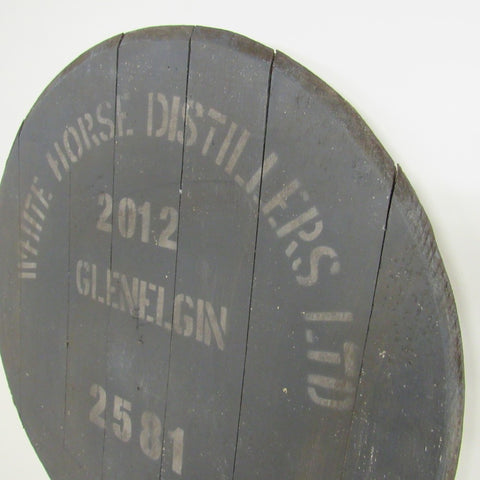 WHITE HORSE DISTILLERS LTD
2012
GLENELGIN
2581